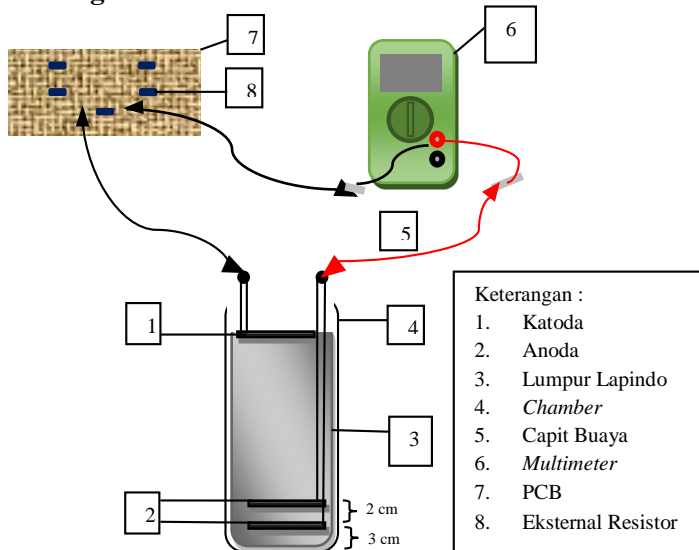 7
6
8
5
1
4
3
2
2 cm
3 cm
Keterangan :
1. Katoda
2. Anoda
3. Lumpur Lapindo
4. Chamber
5. Capit Buaya
6. Multimeter
7. PCB
8. Eksternal Resistor